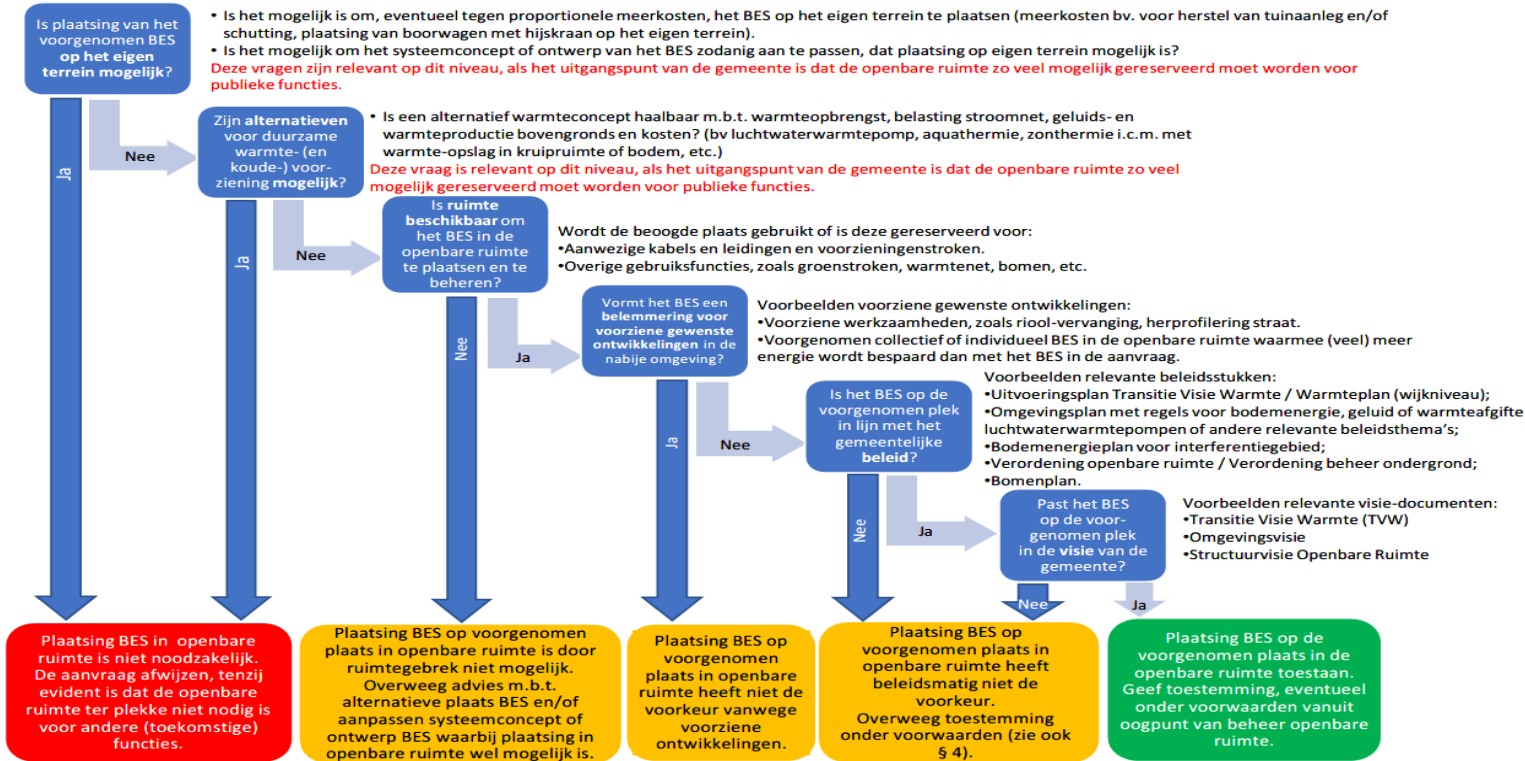 Is plaatsing van het
voorgenomen BES
op het eigen
terrein mogelijk?
• Is het mogelijk is om, eventueel tegen proportionele meerkosten, het BES op het eigen terrein te plaatsen (meerkosten bv. voor herstel van tuinaanleg en/of
schutting, plaatsing van boorwagen met hijskraan op het eigen terrein).
• Is het mogelijk om het systeemconcept of ontwerp van het BES zodanig aan te passen, dat plaatsing op eigen terrein mogelijk is?
Deze vragen zijn relevant op dit niveau, als het uitgangspunt van de gemeente is dat de openbare ruimte zo veel mogelijk gereserveerd moet worden voor
publieke functies.
Ja
Nee
Zijn alternatieven
voor duurzame
warmte- (en
koude-) voor-
ziening mogelijk?
• Is een alternatief warmteconcept haalbaar m.b.t. warmteopbrengst, belasting stroomnet, geluids- en
warmteproductie bovengronds en kosten? (bv luchtwaterwarmtepomp, aquathermie, zonthermie i.c.m. met
warmte-opslag in kruipruimte of bodem, etc.)
Deze vraag is relevant op dit niveau, als het uitgangspunt van de gemeente is dat de openbare ruimte zo veel
mogelijk gereserveerd moet worden voor publieke functies.
Ja
Nee
Is ruimte
beschikbaar om
het BES in de
openbare ruimte
te plaatsen en te
beheren?
Wordt de beoogde plaats gebruikt of is deze gereserveerd voor:
•Aanwezige kabels en leidingen en voorzieningenstroken.
•Overige gebruiksfuncties, zoals groenstroken, warmtenet, bomen, etc.
Nee
Ja
Vormt het BES een
belemmering voor
voorziene gewenste
ontwikkelingen in de
nabije omgeving?
Voorbeelden voorziene gewenste ontwikkelingen:
•Voorziene werkzaamheden, zoals riool-vervanging, herprofilering straat.
•Voorgenomen collectief of individueel BES in de openbare ruimte waarmee (veel) meer
energie wordt bespaard dan met het BES in de aanvraag.
Ja
Nee
Is het BES op de
voorgenomen plek
in lijn met het
gemeentelijke
beleid?
Voorbeelden relevante beleidsstukken:
•Uitvoeringsplan Transitie Visie Warmte / Warmteplan (wijkniveau);
•Omgevingsplan met regels voor bodemenergie, geluid of warmteafgifte
luchtwaterwarmtepompen of andere relevante beleidsthema's;
•Bodemenergieplan voor interferentiegebied;
•Verordening openbare ruimte / Verordening beheer ondergrond;
•Bomenplan.
Nee
Ja
Past het BES
op de voor-
genomen plek
in de visie van de
gemeente?
Voorbeelden relevante visie-documenten:
•Transitie Visie Warmte (TVW)
•Omgevingsvisie
•Structuurvisie Openbare Ruimte
Nee
Ja
Plaatsing BES in openbare
ruimte is niet noodzakelijk.
De aanvraag afwijzen, tenzij
evident is dat de openbare
ruimte ter plekke niet nodig is
voor andere (toekomstige)
functies.
Plaatsing BES op voorgenomen
plaats in openbare ruimte is door
ruimtegebrek niet mogelijk.
Overweeg advies m.b.t.
alternatieve plaats BES en/of
aanpassen systeemconcept of
ontwerp BES waarbij plaatsing in
openbare ruimte wel mogelijk is.
Plaatsing BES op
voorgenomen
plaats in openbare
ruimte heeft niet de
voorkeur vanwege
voorziene
ontwikkelingen.
Plaatsing BES op
voorgenomen plaats in
openbare ruimte heeft
beleidsmatig niet de
voorkeur.
Overweeg toestemming
onder voorwaarden (zie ook
§ 4).
Plaatsing BES op de
voorgenomen plaats in de
openbare ruimte toestaan.
Geef toestemming, eventueel
onder voorwaarden vanuit
oogpunt van beheer openbare
ruimte.